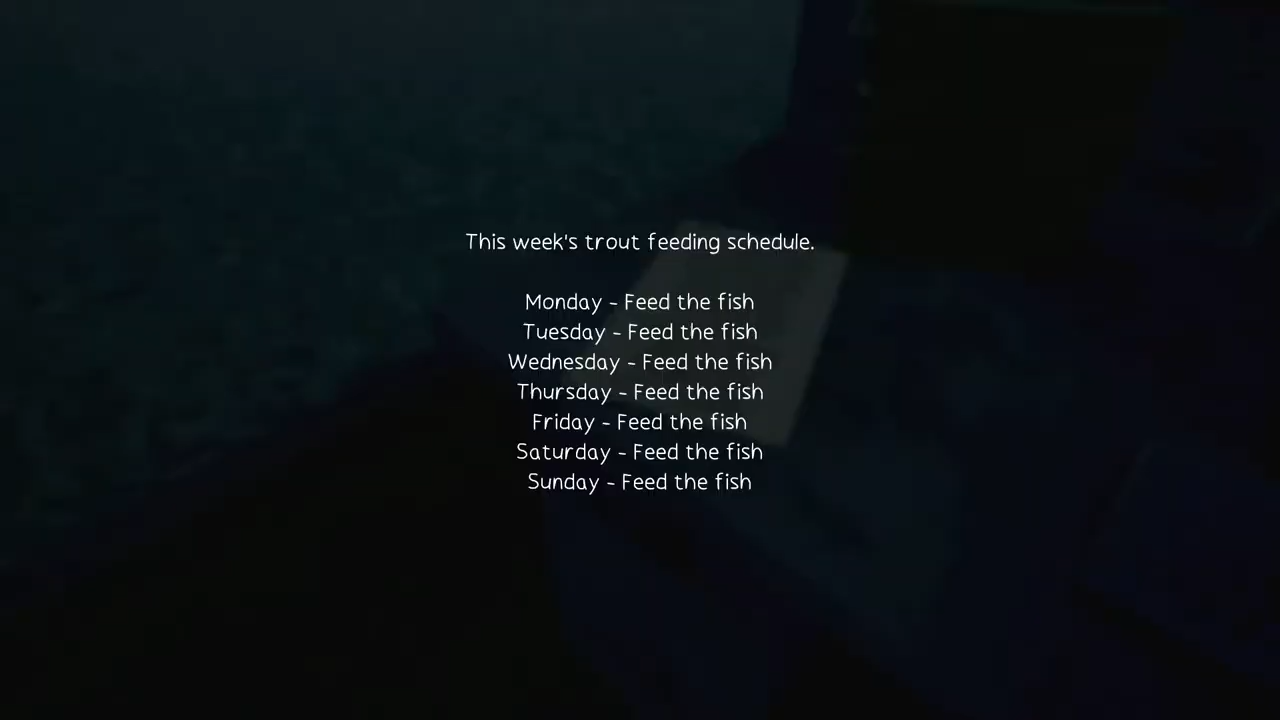 This week's trout feeding schedule.
Monday - Feed the fish
Tuesday - Feed the fish
Wednesday - Feed the fish
Thursday - Feed the fish
Friday - Feed the fish
Saturday - Feed the fish
Sunday - Feed the fish